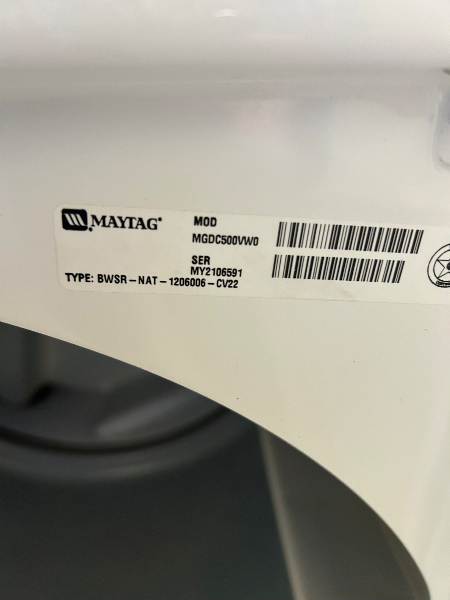 MAYTAG®
MOD
MGDC500VW0
SER
MY2106591
TYPE: BWSR-NAT-1206006-CV22